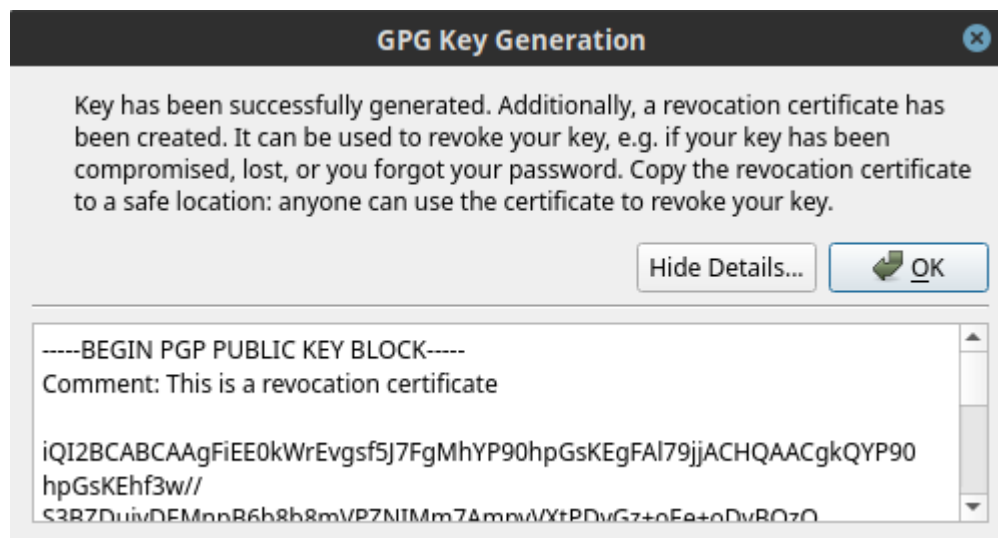 GPG Key Generation
Key has been successfully generated. Additionally, a revocation certificate has
been created. It can be used to revoke your key, e.g. if your key has been
compromised, lost, or you forgot your password. Copy the revocation certificate
to a safe location: anyone can use the certificate to revoke your key.
Hide Details...
OK
-----BEGIN PGP PUBLIC KEY BLOCK-----
Comment: This is a revocation certificate
iQI2BCABCAAgFiEE0kWrEvgsf5J7FgMhYP90hpGsKEgFAl79jjACHQAACgkQYP90
hpGsKEhf3w//